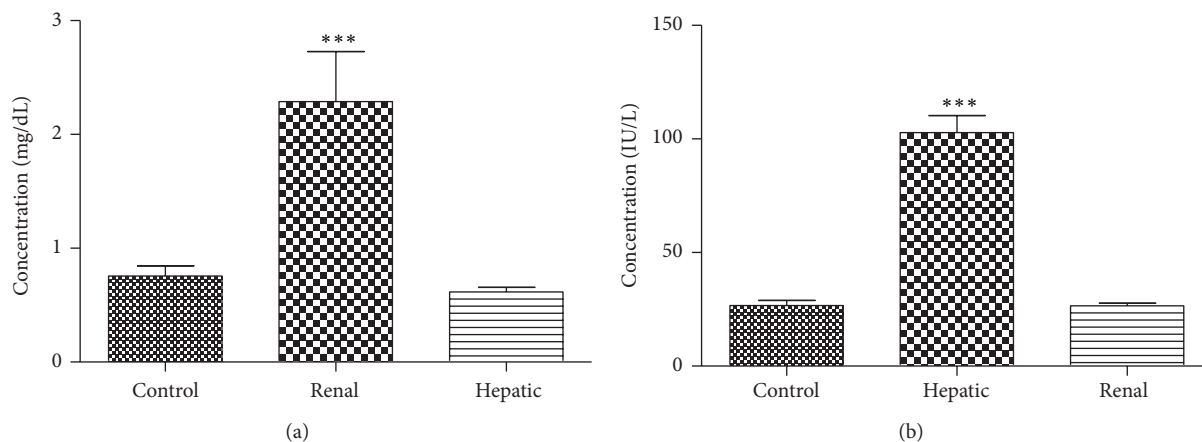 Concentration (mg/dL)
3
2
1
0
***
Control
Renal
Hepatic
(a)
Concentration (IU/L)
150
100
50
0
***
Control
Hepatic
Renal
(b)